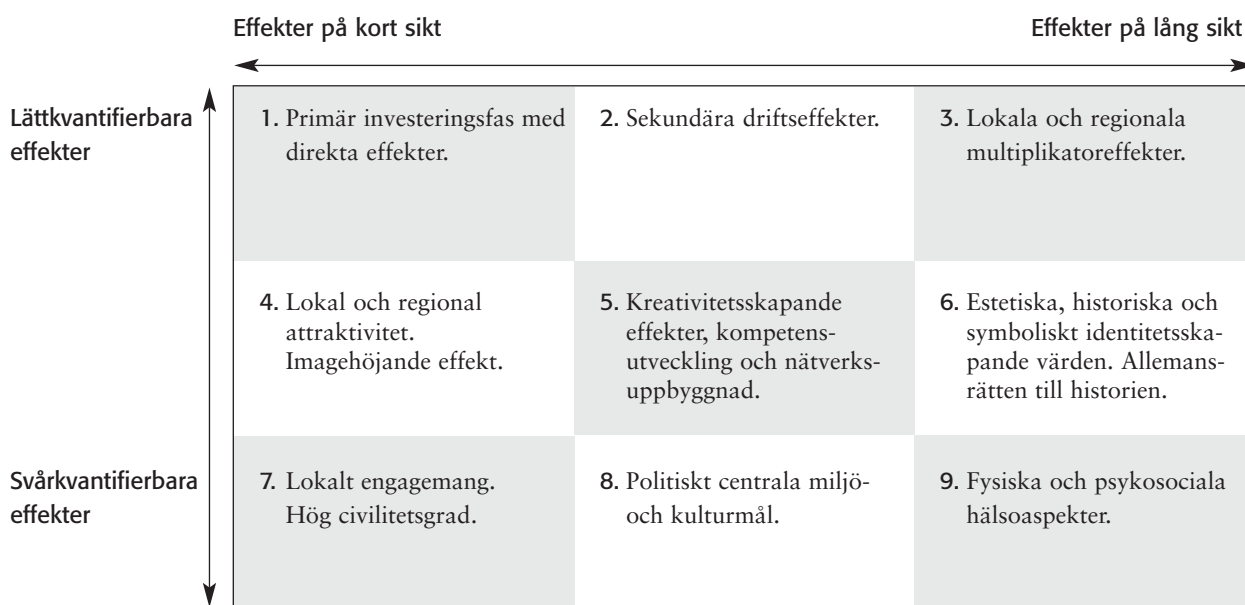 Effekter på kort sikt
Effekter på lång sikt
Lättkvantifierbara
effekter
1. Primär investeringsfas med
direkta effekter.
2. Sekundära driftseffekter.
3. Lokala och regionala
multiplikatoreffekter.
4. Lokal och regional
attraktivitet.
Imagehöjande effekt.
5. Kreativitetsskapande
effekter, kompetens-
utveckling och nätverks-
uppbyggnad.
6. Estetiska, historiska och
symboliskt identitetsska-
pande värden. Allemans-
rätten till historien.
Svårkvantifierbara
effekter
7. Lokalt engagemang.
Hög civilitetsgrad.
8. Politiskt centrala miljö-
och kulturmål.
9. Fysiska och psykosociala
hälsoaspekter.